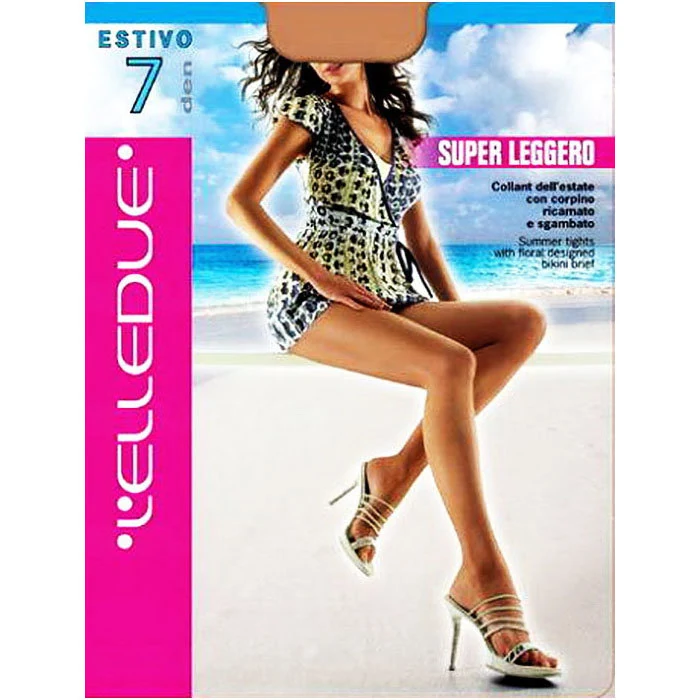 ESTIVO
7
den
L'ELLEDUE
SUPER LEGGERO
Collant dell'estate
con corpino
ricamato
e sgambato
Summer tights
with floral designed
bikini brief